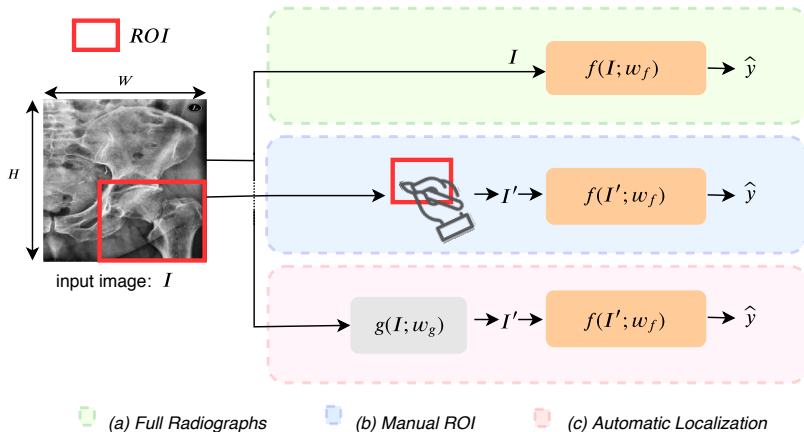 ROI
W
H
input image: I
I
f(I; w_f)
ŷ
I′
f(I′; w_f)
ŷ
g(I; w_g)
I′
f(I′; w_f)
ŷ
(a) Full Radiographs
(b) Manual ROI
(c) Automatic Localization